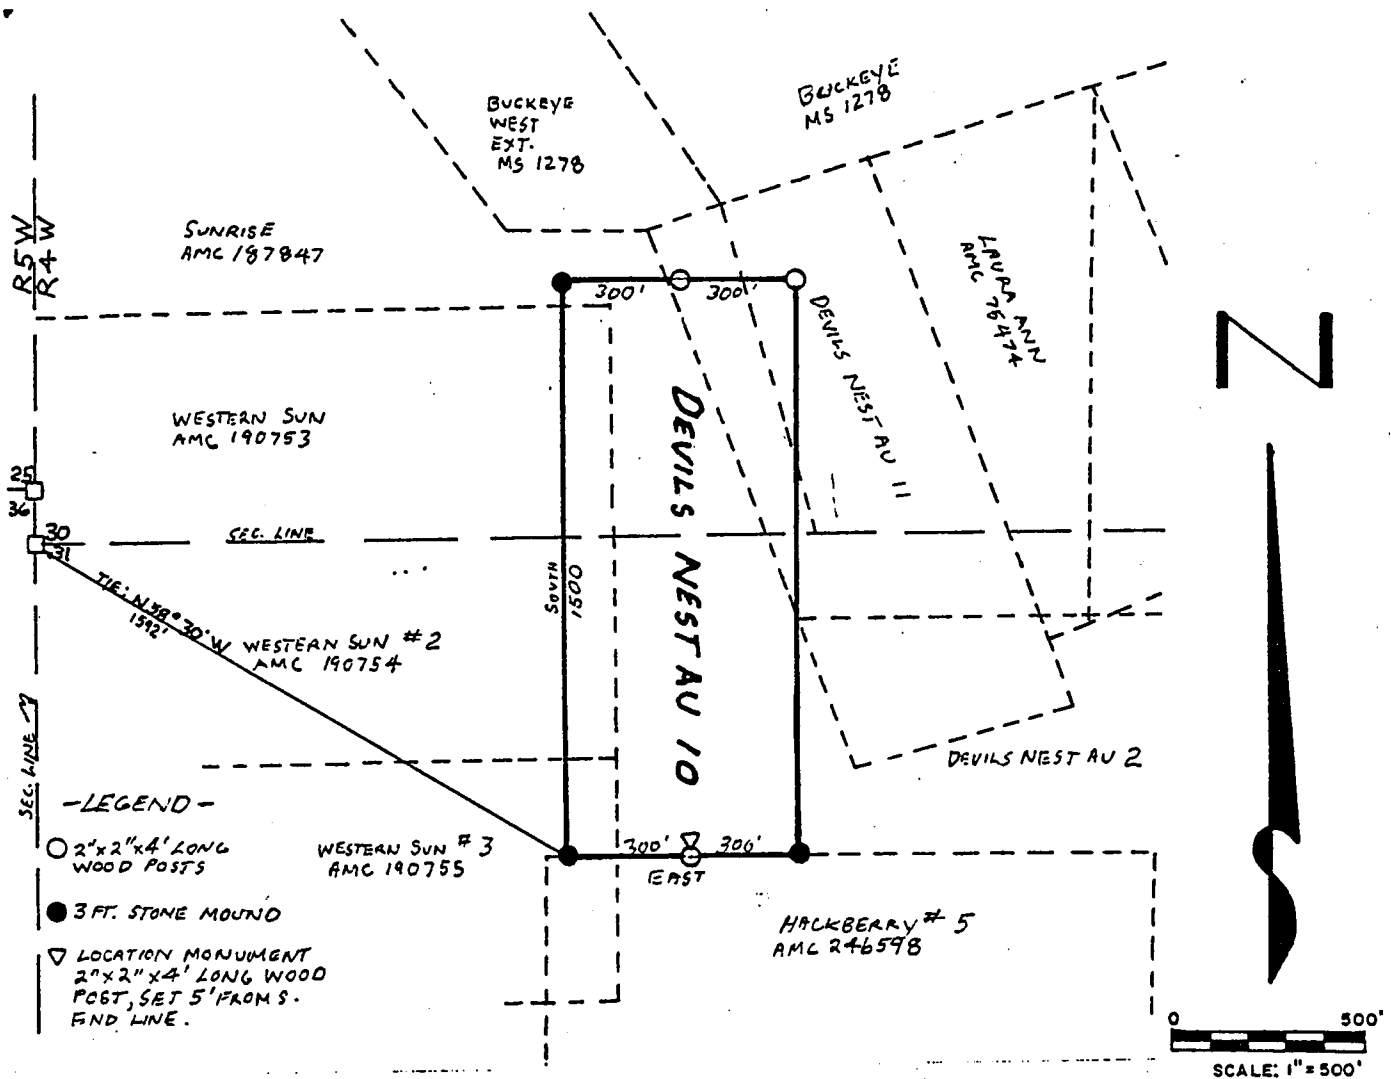 BUCKEYE
WEST
EXT.
MS 1278
BUCKEYE
MS 1278
R5W
R4W
SUNRISE
AMC 187847
LAURA ANN
AMC 76474
300'
300'
DEVILS NEST AU 11
WESTERN SUN
AMC 190753
DEVILS NEST AU 10
25
36
30
31
SEC. LINE
SOUTH
1500
TIE: N 58° 30' W
1592'
WESTERN SUN #2
AMC 190754
SEC. LINE
DEVILS NEST AU 2
-LEGEND-
2"x2"x4' LONG
WOOD POSTS
3 FT. STONE MOUND
LOCATION MONUMENT
2"x2"x4' LONG WOOD
POST, SET 5' FROM S.
END LINE.
WESTERN SUN #3
AMC 190755
300'
300'
EAST
HACKBERRY # 5
AMC 246598
N
0
500'
SCALE: 1"=500'